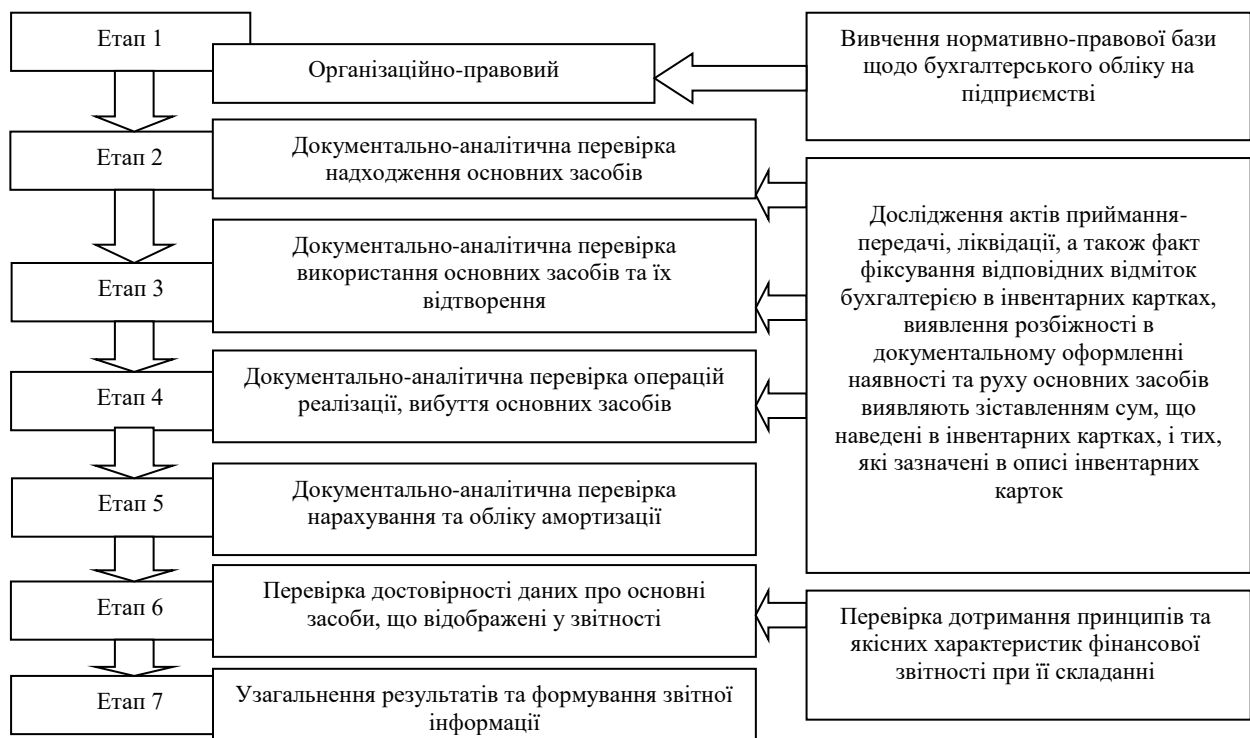 Етап 1
Організаційно-правовий
Вивчення нормативно-правової бази
щодо бухгалтерського обліку на
підприємстві
Етап 2
Документально-аналітична перевірка
надходження основних засобів
Етап 3
Документально-аналітична перевірка
використання основних засобів та їх
відтворення
Дослідження актів приймання-
передачі, ліквідації, а також факт
фіксування відповідних відміток
бухгалтерією в інвентарних картках,
виявлення розбіжності в
документальному оформленні
наявності та руху основних засобів
виявляють зіставленням сум, що
наведені в інвентарних картках, і тих,
які зазначені в описі інвентарних
карток
Етап 4
Документально-аналітична перевірка операцій
реалізації, вибуття основних засобів
Етап 5
Документально-аналітична перевірка
нарахування та обліку амортизації
Етап 6
Перевірка достовірності даних про основні
засоби, що відображені у звітності
Перевірка дотримання принципів та
якісних характеристик фінансової
звітності при її складанні
Етап 7
Узагальнення результатів та формування звітної
інформації